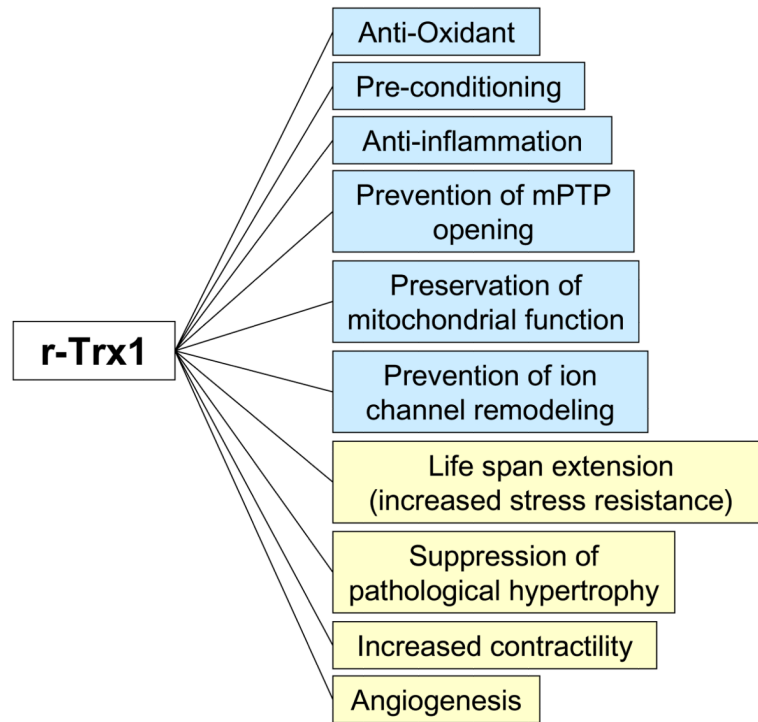 Anti-Oxidant
Pre-conditioning
Anti-inflammation
Prevention of mPTP
opening
Preservation of
mitochondrial function
r-Trx1
Prevention of ion
channel remodeling
Life span extension
(increased stress resistance)
Suppression of
pathological hypertrophy
Increased contractility
Angiogenesis